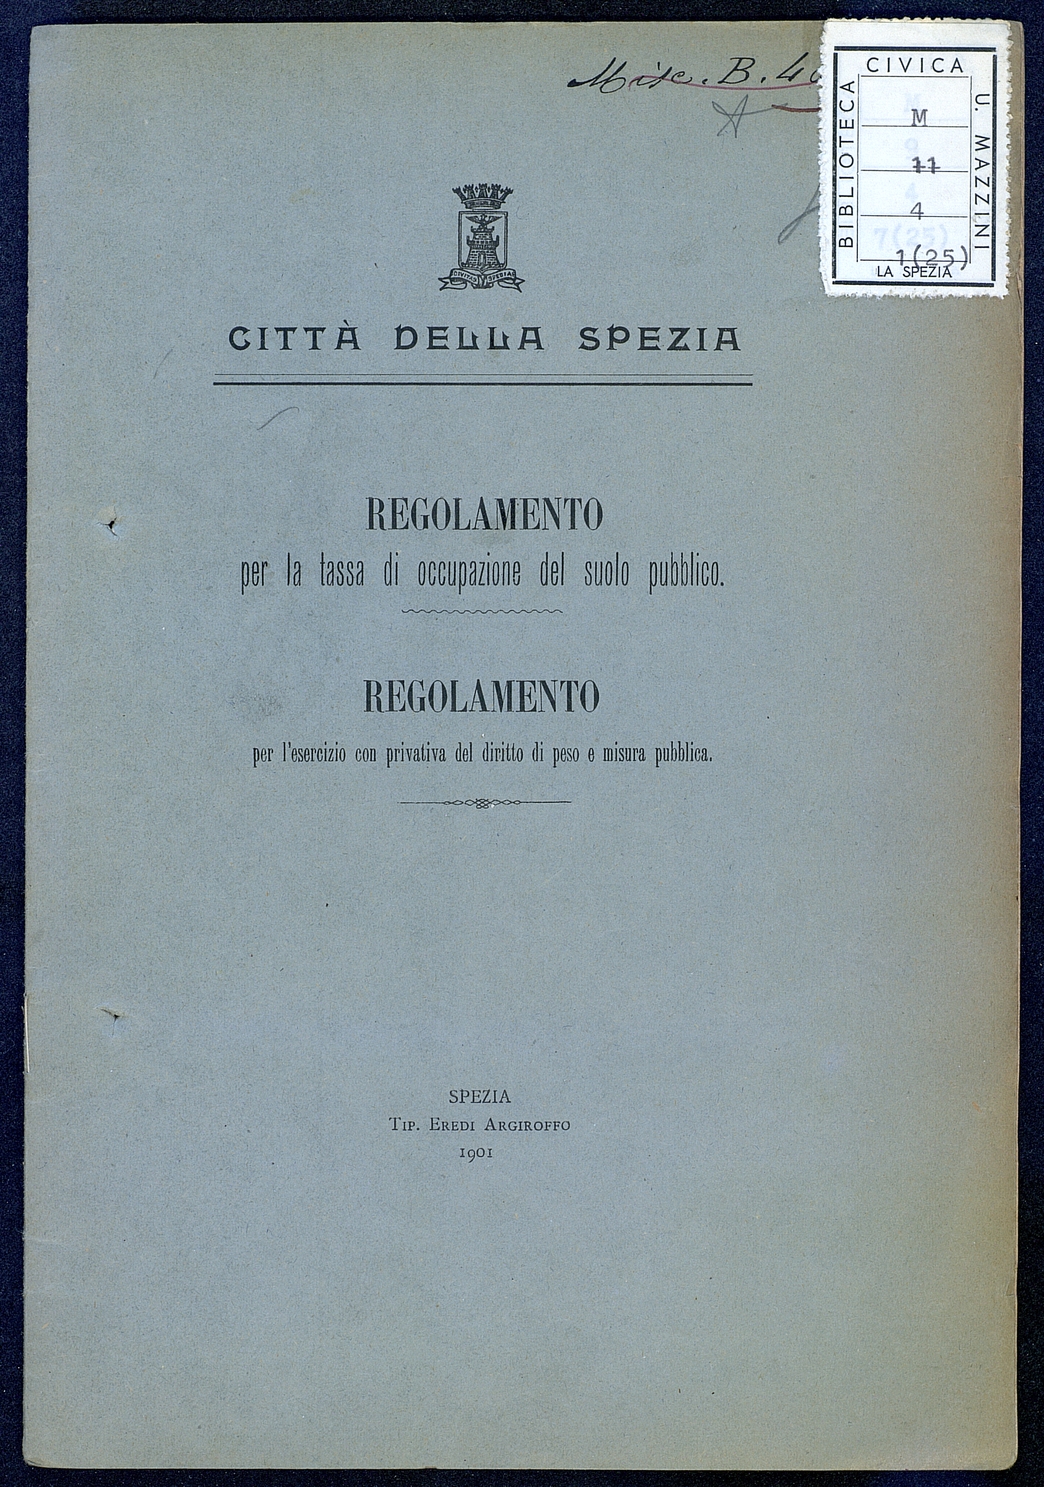 Misc. B.
BIBLIOTECA
CIVICA
U. MAZZINI
M
11
4
7(25)
1(25)
LA SPEZIA
CITTÀ DELLA SPEZIA
REGOLAMENTO
per la tassa di occupazione del suolo pubblico.
REGOLAMENTO
per l'esercizio con privativa del diritto di peso e misura pubblica.
SPEZIA
Tip. Eredi Argiroffo
1901